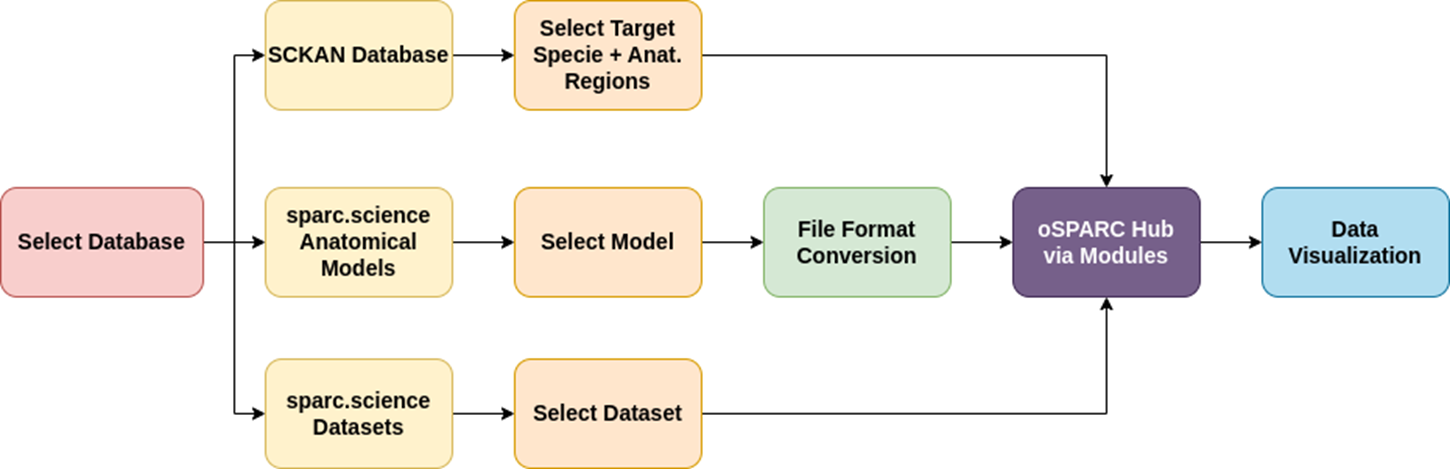 SCKAN Database
Select Target
Specie + Anat.
Regions
Select Database
sparc.science
Anatomical
Models
Select Model
File Format
Conversion
oSPARC Hub
via Modules
Data
Visualization
sparc.science
Datasets
Select Dataset